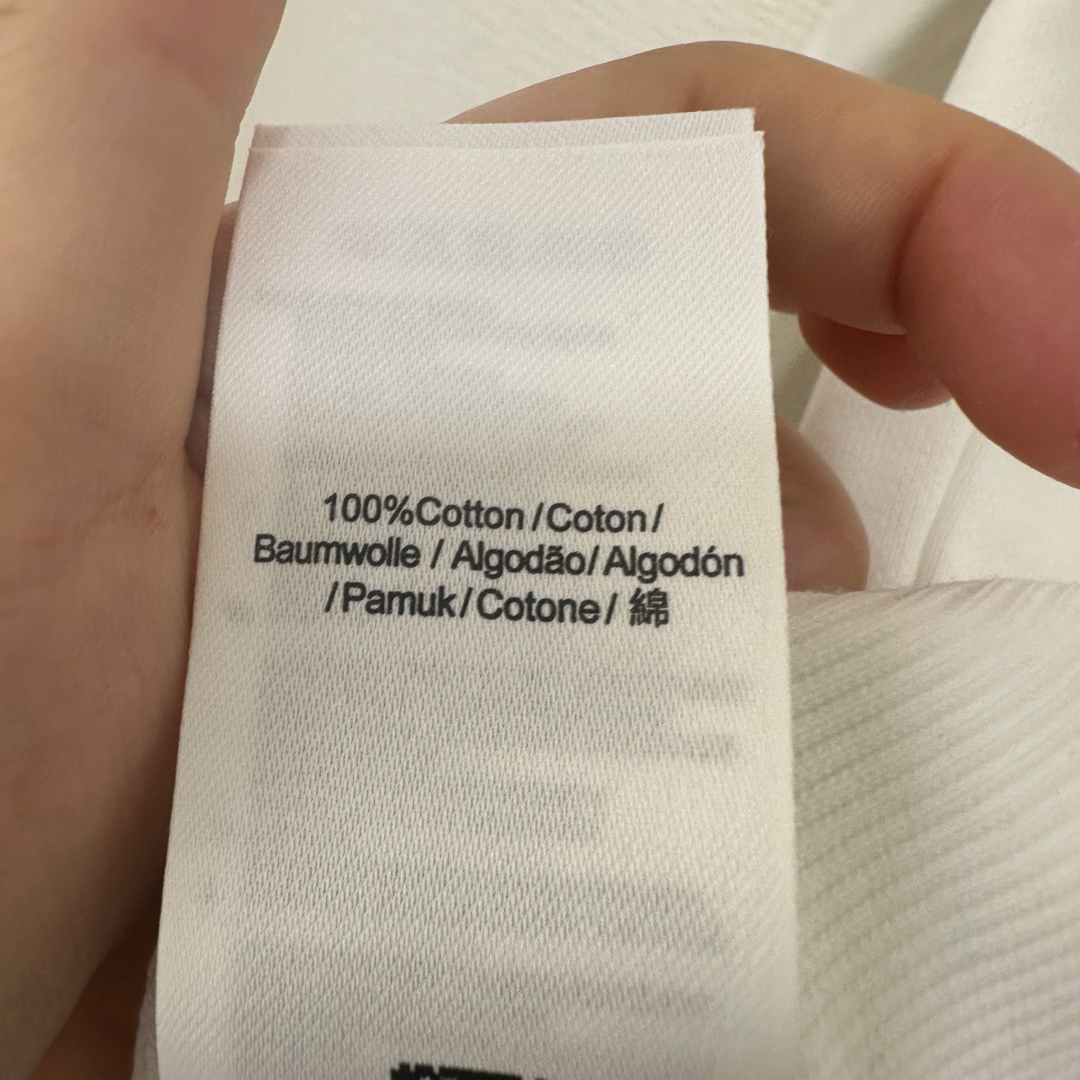 100%Cotton /Coton/
Baumwolle / Algodão/ Algodón
/Pamuk/Cotone/ 綿